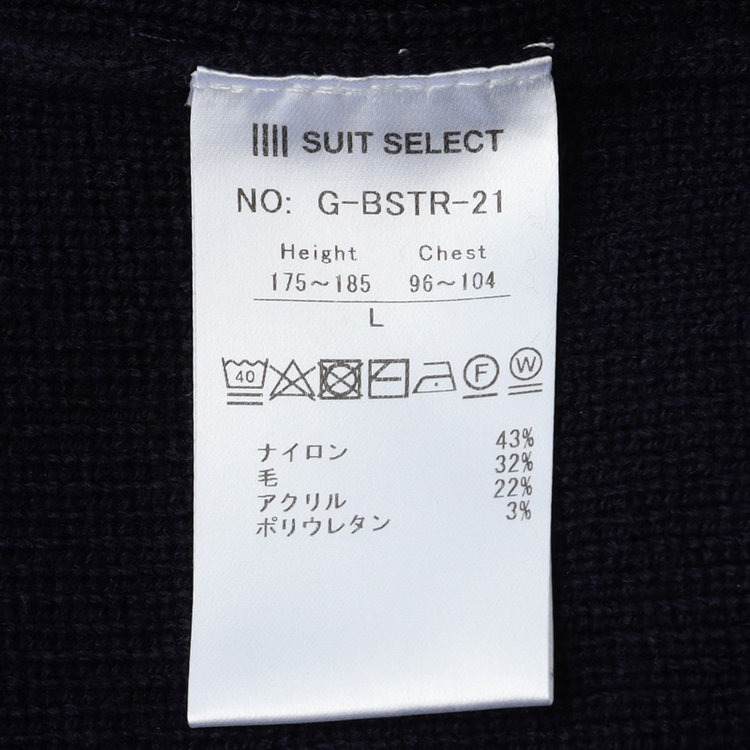 SUIT SELECT
NO: G-BSTR-21
Height Chest
175～185 96～104
L
40 F W
ナイロン 43%
毛 32%
アクリル 22%
ポリウレタン 3%